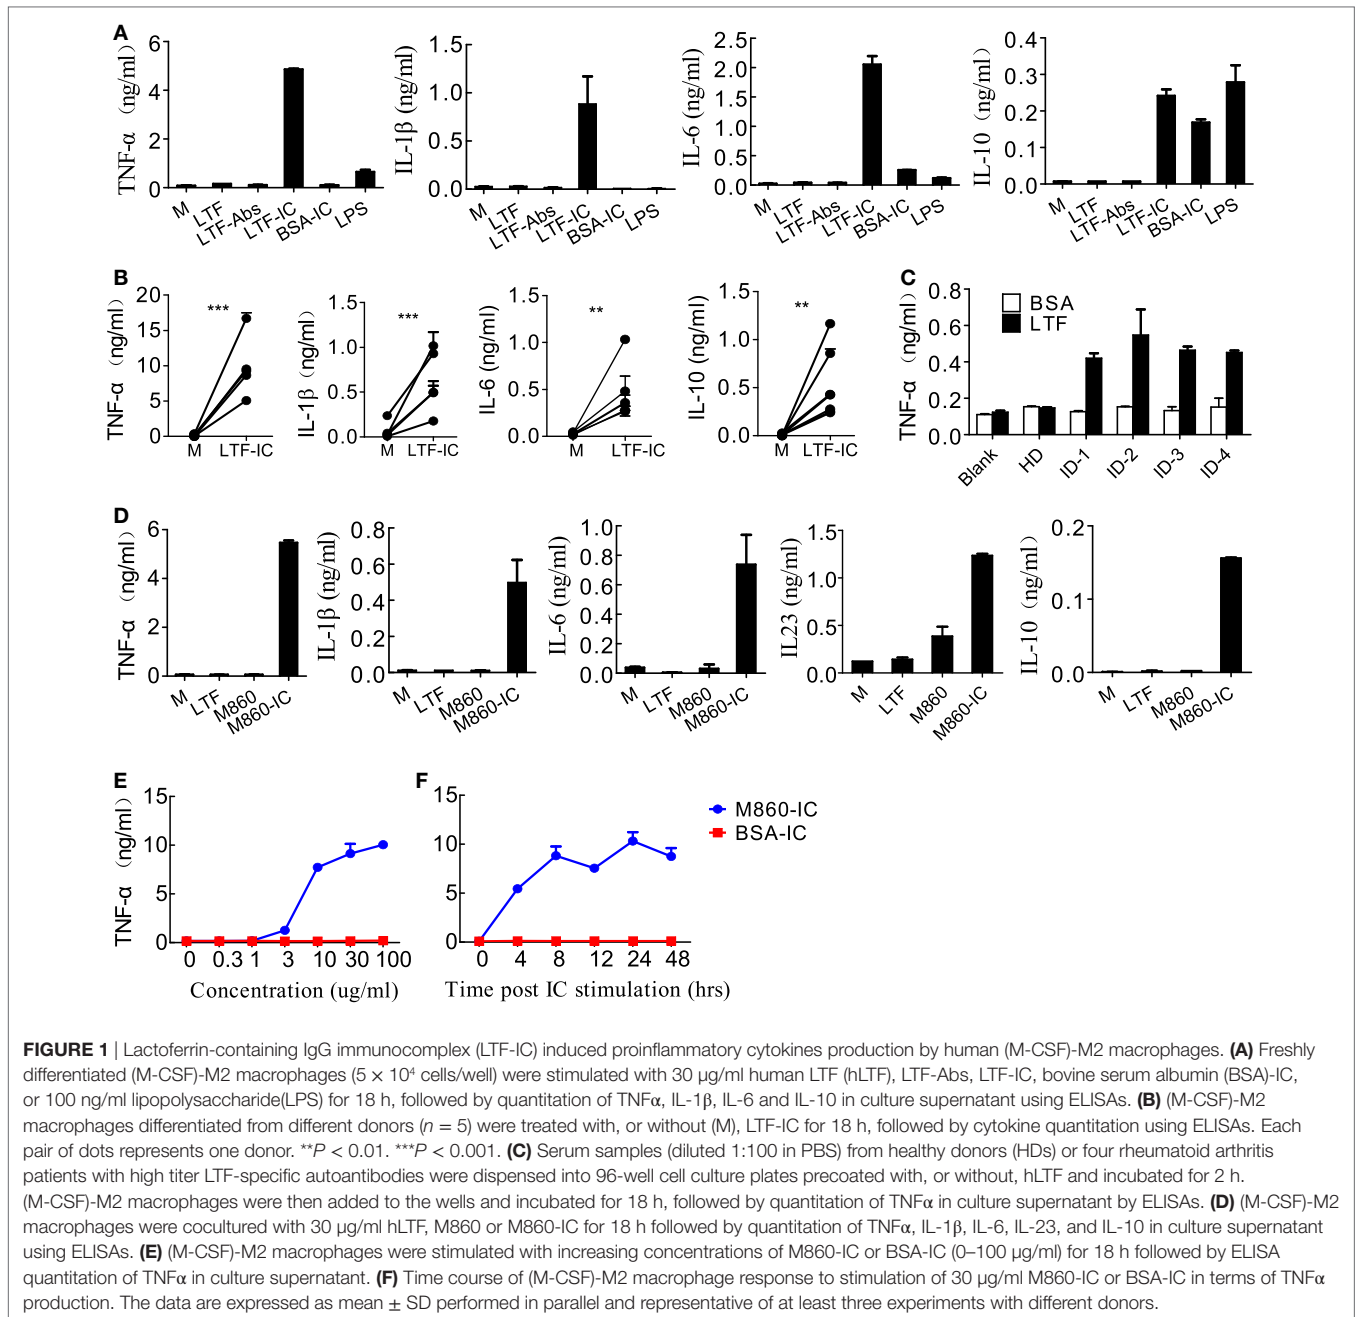 A
TNF-α (ng/ml)
6
4
2
0
M
LTF
LTF-Abs
LTF-IC
BSA-IC
LPS
IL-1β (ng/ml)
1.5
1.0
0.5
0.0
M
LTF
LTF-Abs
LTF-IC
BSA-IC
LPS
IL-6 (ng/ml)
2.5
2.0
1.5
1.0
0.5
0.0
M
LTF
LTF-Abs
LTF-IC
BSA-IC
LPS
IL-10 (ng/ml)
0.4
0.3
0.2
0.1
0.0
M
LTF
LTF-Abs
LTF-IC
BSA-IC
LPS
B
TNF-α (ng/ml)
20
15
10
5
0
***
M LTF-IC
IL-1β (ng/ml)
1.5
1.0
0.5
0.0
***
M LTF-IC
IL-6 (ng/ml)
1.5
1.0
0.5
0.0
**
M LTF-IC
IL-10 (ng/ml)
1.5
1.0
0.5
0.0
**
M LTF-IC
C
TNF-α (ng/ml)
0.8
0.6
0.4
0.2
0.0
BSA
LTF
Blank
HD
ID-1
ID-2
ID-3
ID-4
D
TNF-α (ng/ml)
6
4
2
0
M
LTF
M860
M860-IC
IL-1β (ng/ml)
0.8
0.6
0.4
0.2
0.0
M
LTF
M860
M860-IC
IL-6 (ng/ml)
1.0
0.8
0.6
0.4
0.2
0.0
M
LTF
M860
M860-IC
IL23 (ng/ml)
1.5
1.0
0.5
0.0
M
LTF
M860
M860-IC
IL-10 (ng/ml)
0.2
0.1
0.0
M
LTF
M860
M860-IC
E
TNF-α (ng/ml)
15
10
5
0
0 0.3 1 3 10 30 100
Concentration (ug/ml)
F
15
10
5
0
0 4 8 12 24 48
Time post IC stimulation (hrs)
M860-IC
BSA-IC
FIGURE 1 | Lactoferrin-containing IgG immunocomplex (LTF-IC) induced proinflammatory cytokines production by human (M-CSF)-M2 macrophages. (A) Freshly
differentiated (M-CSF)-M2 macrophages (5 × 10⁴ cells/well) were stimulated with 30 µg/ml human LTF (hLTF), LTF-Abs, LTF-IC, bovine serum albumin (BSA)-IC,
or 100 ng/ml lipopolysaccharide(LPS) for 18 h, followed by quantitation of TNFα, IL-1β, IL-6 and IL-10 in culture supernatant using ELISAs. (B) (M-CSF)-M2
macrophages differentiated from different donors (n = 5) were treated with, or without (M), LTF-IC for 18 h, followed by cytokine quantitation using ELISAs. Each
pair of dots represents one donor. **P < 0.01. ***P < 0.001. (C) Serum samples (diluted 1:100 in PBS) from healthy donors (HDs) or four rheumatoid arthritis
patients with high titer LTF-specific autoantibodies were dispensed into 96-well cell culture plates precoated with, or without, hLTF and incubated for 2 h.
(M-CSF)-M2 macrophages were then added to the wells and incubated for 18 h, followed by quantitation of TNFα in culture supernatant by ELISAs. (D) (M-CSF)-M2
macrophages were cocultured with 30 µg/ml hLTF, M860 or M860-IC for 18 h followed by quantitation of TNFα, IL-1β, IL-6, IL-23, and IL-10 in culture supernatant
using ELISAs. (E) (M-CSF)-M2 macrophages were stimulated with increasing concentrations of M860-IC or BSA-IC (0–100 µg/ml) for 18 h followed by ELISA
quantitation of TNFα in culture supernatant. (F) Time course of (M-CSF)-M2 macrophage response to stimulation of 30 µg/ml M860-IC or BSA-IC in terms of TNFα
production. The data are expressed as mean ± SD performed in parallel and representative of at least three experiments with different donors.